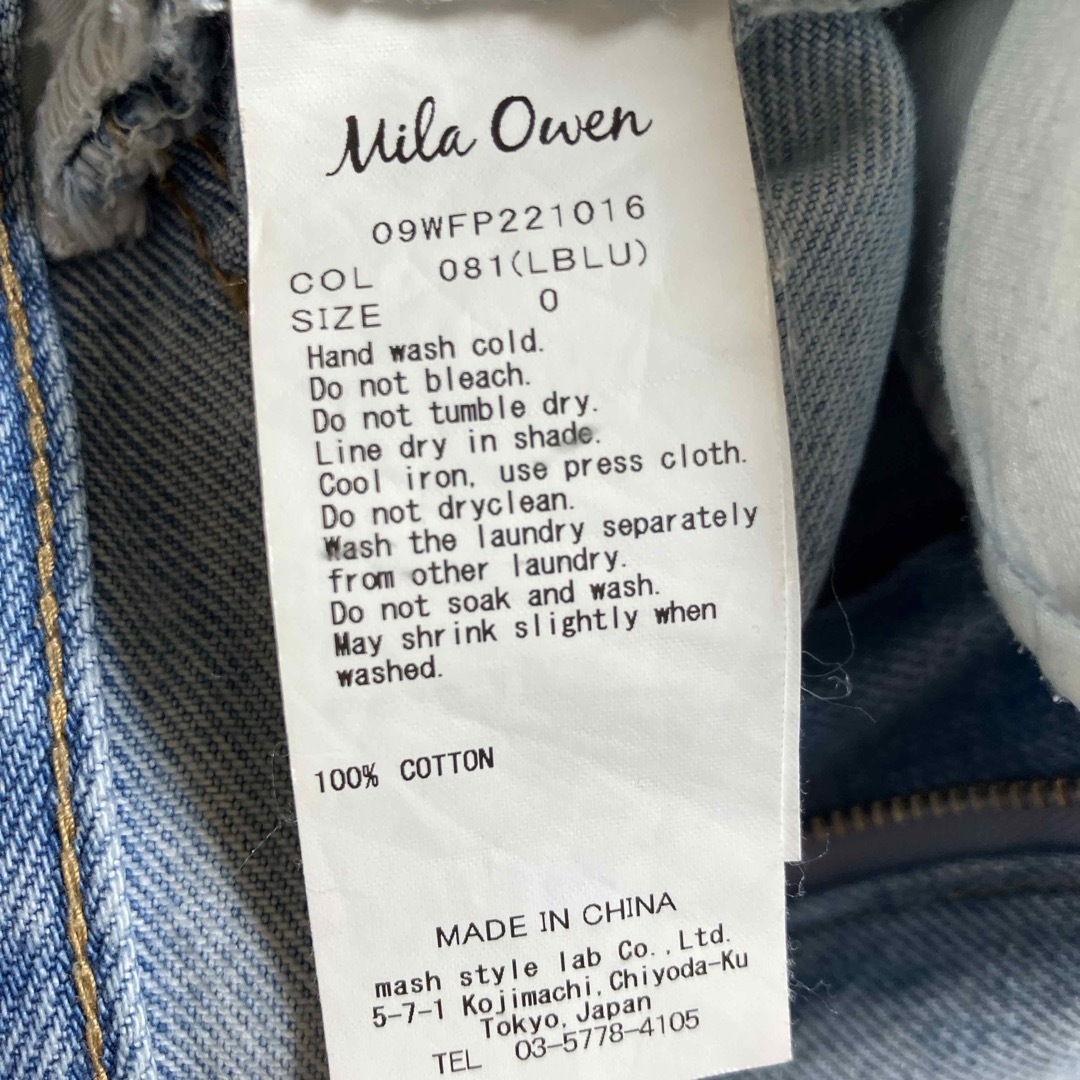 Mila Owen
09WFP221016
COL 081(LBLU)
SIZE 0
Hand wash cold.
Do not bleach.
Do not tumble dry.
Line dry in shade.
Cool iron, use press cloth.
Do not dryclean.
Wash the laundry separately
from other laundry.
Do not soak and wash.
May shrink slightly when
washed.
100% COTTON
MADE IN CHINA
mash style lab Co.,Ltd.
5-7-1 Kojimachi, Chiyoda-Ku
Tokyo, Japan
TEL 03-5778-4105